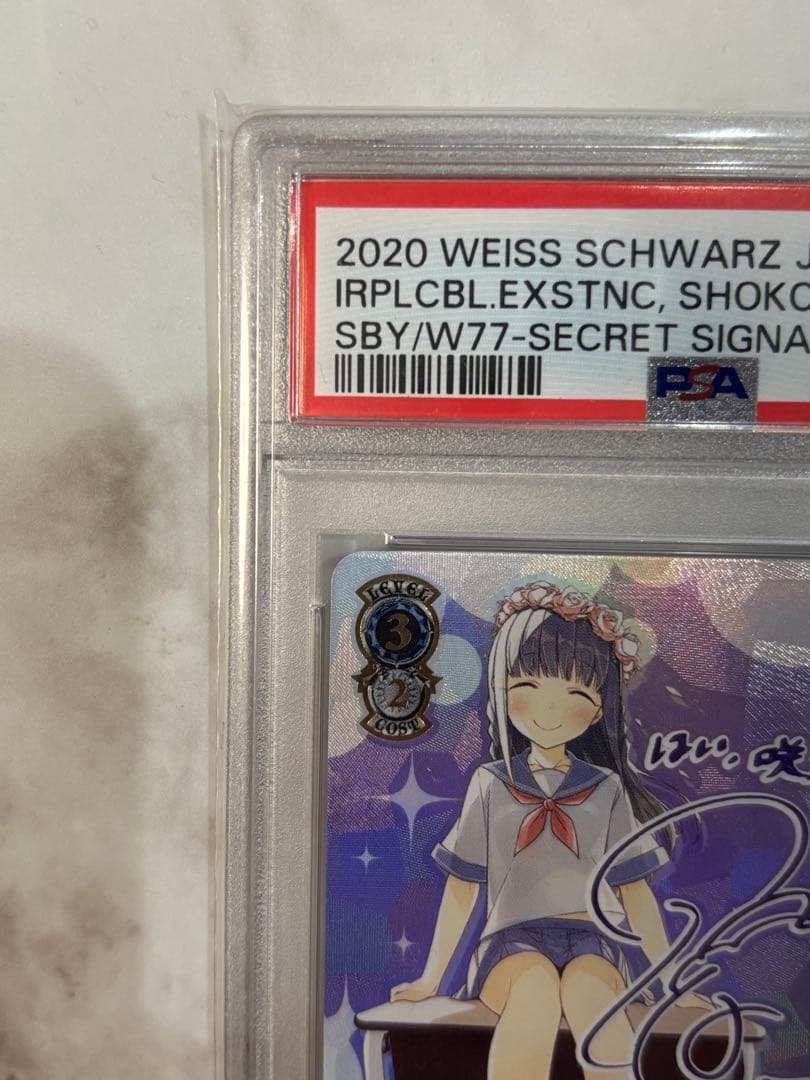 2020 WEISS SCHWARZ J
IRPLCBL.EXSTNC, SHOKO
SBY/W77-SECRET SIGNA
PSA
LEVEL
3
2
COST
はい。咲